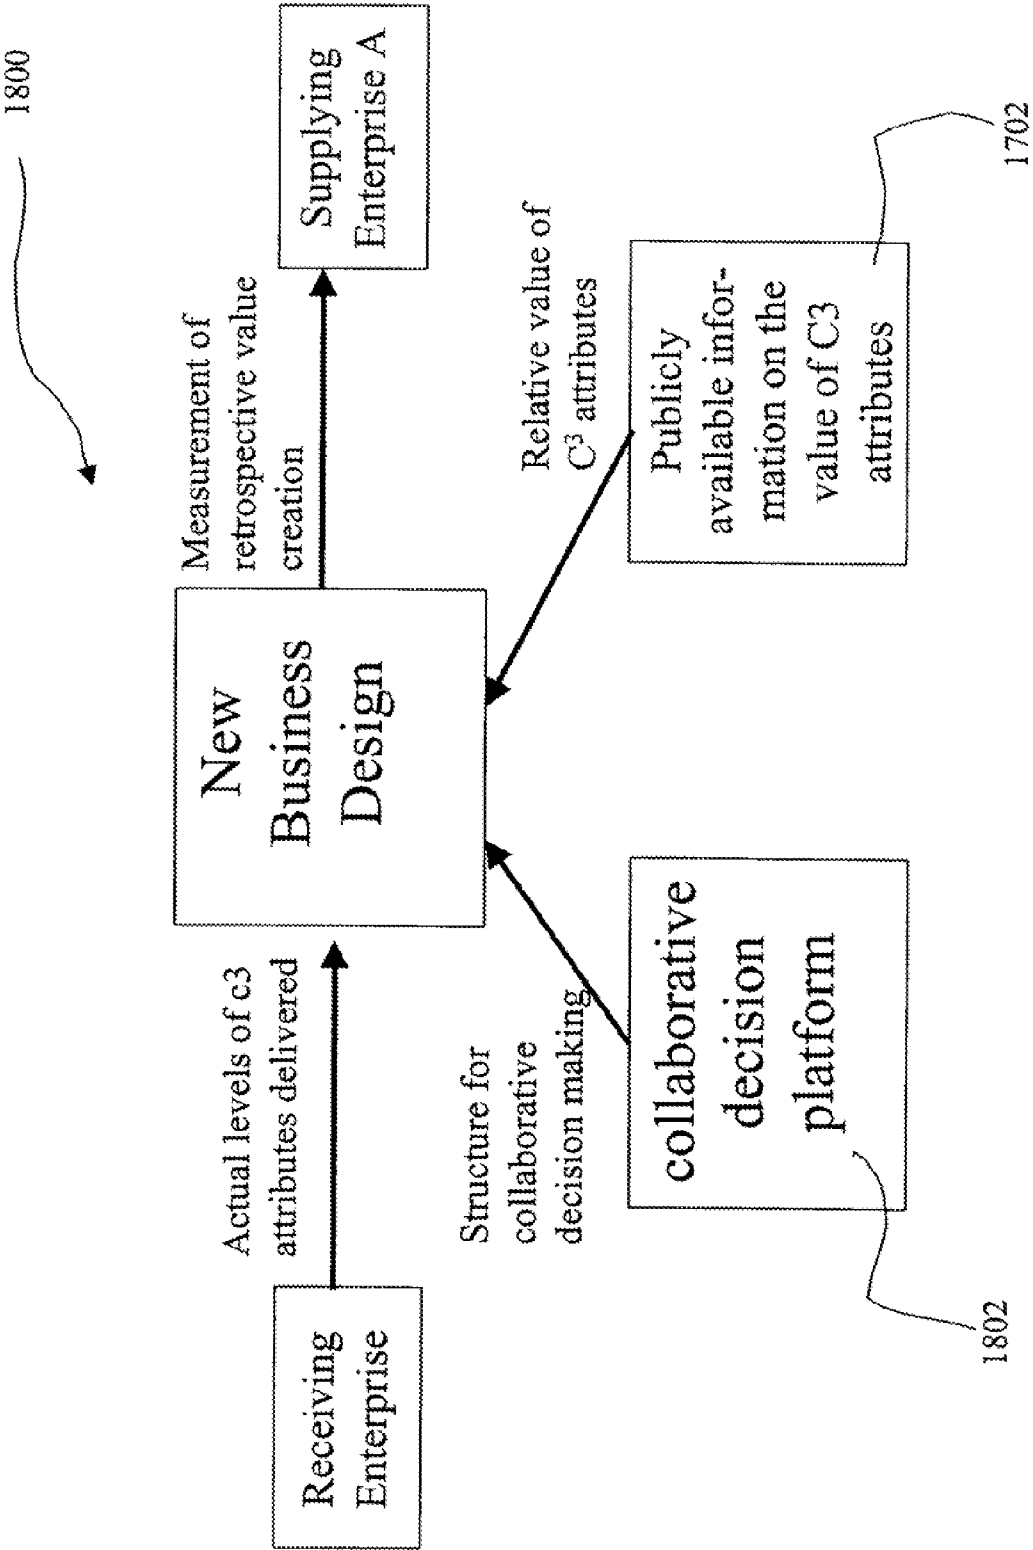 1800
Receiving
Enterprise
Actual levels of c3
attributes delivered
New
Business
Design
Measurement of
retrospective value
creation
Supplying
Enterprise A
Structure for
collaborative
decision making
Relative value of
C³ attributes
collaborative
decision
platform
1802
Publicly
available infor-
mation on the
value of C3
attributes
1702